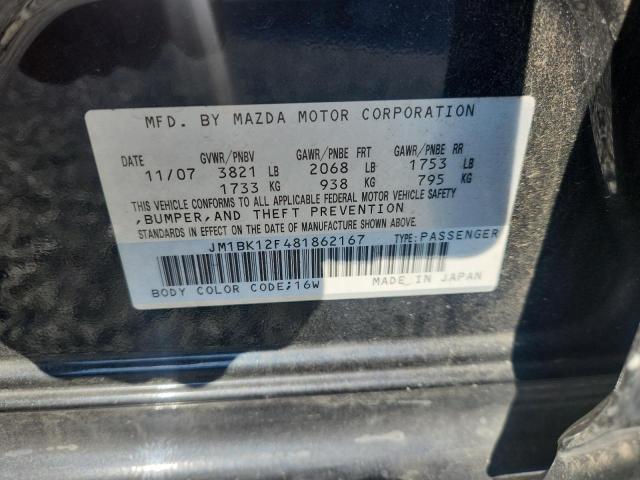 MFD. BY MAZDA MOTOR CORPORATION
DATE GVWR/PNBV GAWR/PNBE FRT GAWR/PNBE RR
11/07 3821 LB 2068 LB 1753 LB
1733 KG 938 KG 795 KG
THIS VEHICLE CONFORMS TO ALL APPLICABLE FEDERAL MOTOR VEHICLE SAFETY
,BUMPER,AND THEFT PREVENTION
STANDARDS IN EFFECT ON THE DATE OF MANUFACTURE SHOWN ABOVE.
JM1BK12F481862167 TYPE:PASSENGER
BODY COLOR CODE:16W MADE IN JAPAN